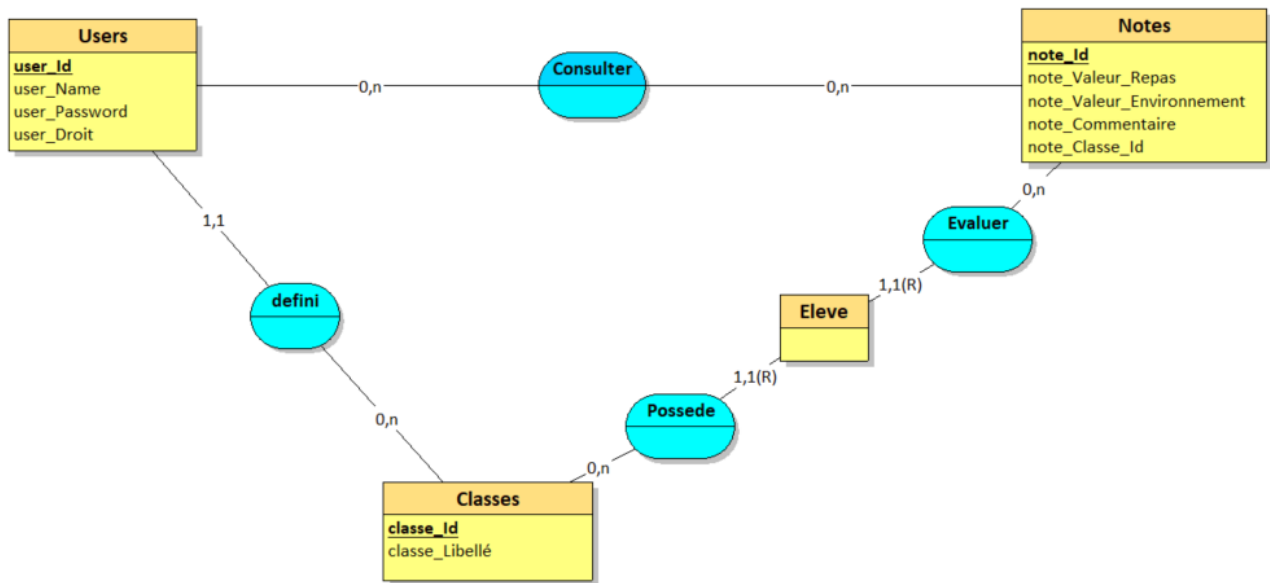 Users
user_Id
user_Name
user_Password
user_Droit
0,n
Consulter
0,n
Notes
note_Id
note_Valeur_Repas
note_Valeur_Environnement
note_Commentaire
note_Classe_Id
0,n
Evaluer
1,1(R)
Eleve
1,1(R)
Possede
0,n
1,1
defini
0,n
Classes
classe_Id
classe_Libellé